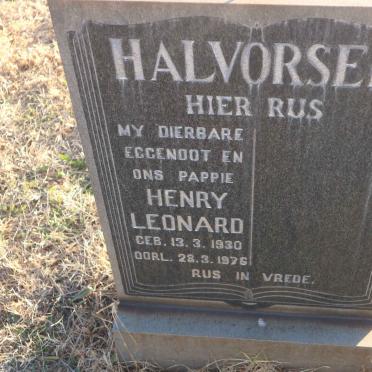 HALVORSE
HIER RUS
MY DIERBARE
EGGENOOT EN
ONS PAPPIE
HENRY
LEONARD
GEB. 13. 3. 1930
OORL. 28. 3. 1976
RUS IN VREDE.